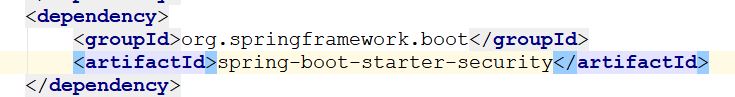 <dependency>
<groupId>org.springframework.boot</groupId>
<artifactId>spring-boot-starter-security</artifactId>
</dependency>